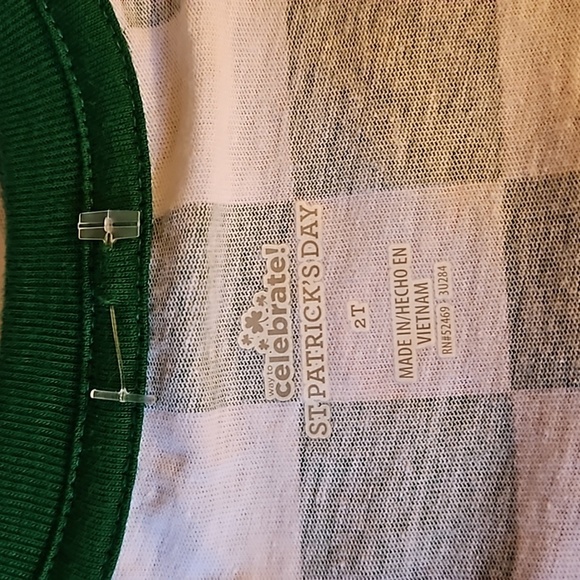 way to
celebrate!
ST. PATRICK'S DAY
2T
MADE IN/HECHO EN
VIETNAM
RN#52469 - 3U284